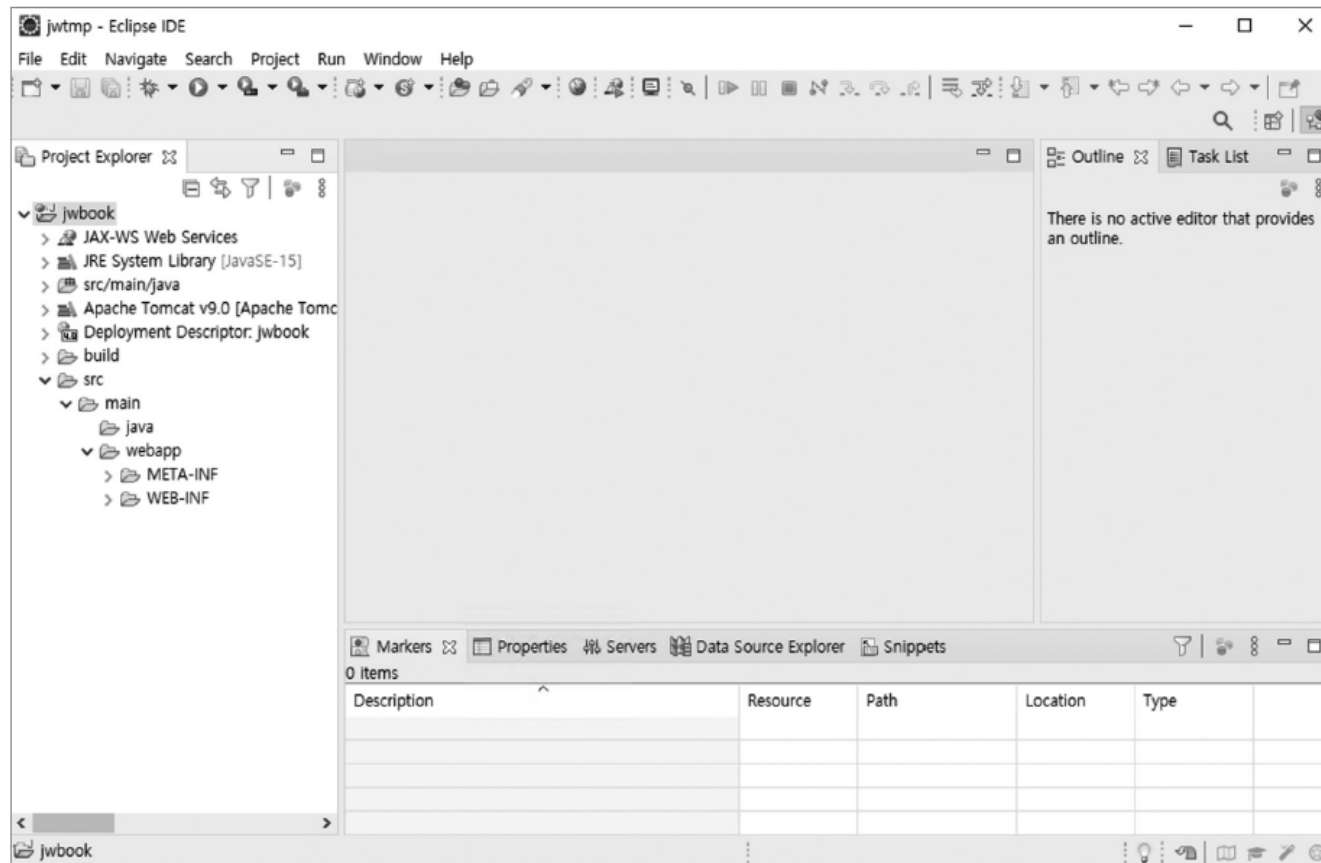 jwtmp - Eclipse IDE
File Edit Navigate Search Project Run Window Help
Project Explorer
Outline Task List
jwbook
JAX-WS Web Services
JRE System Library [JavaSE-15]
src/main/java
Apache Tomcat v9.0 [Apache Tomc
Deployment Descriptor: jwbook
build
src
main
java
webapp
META-INF
WEB-INF
There is no active editor that provides
an outline.
Markers Properties Servers Data Source Explorer Snippets
0 items
Description Resource Path Location Type
jwbook